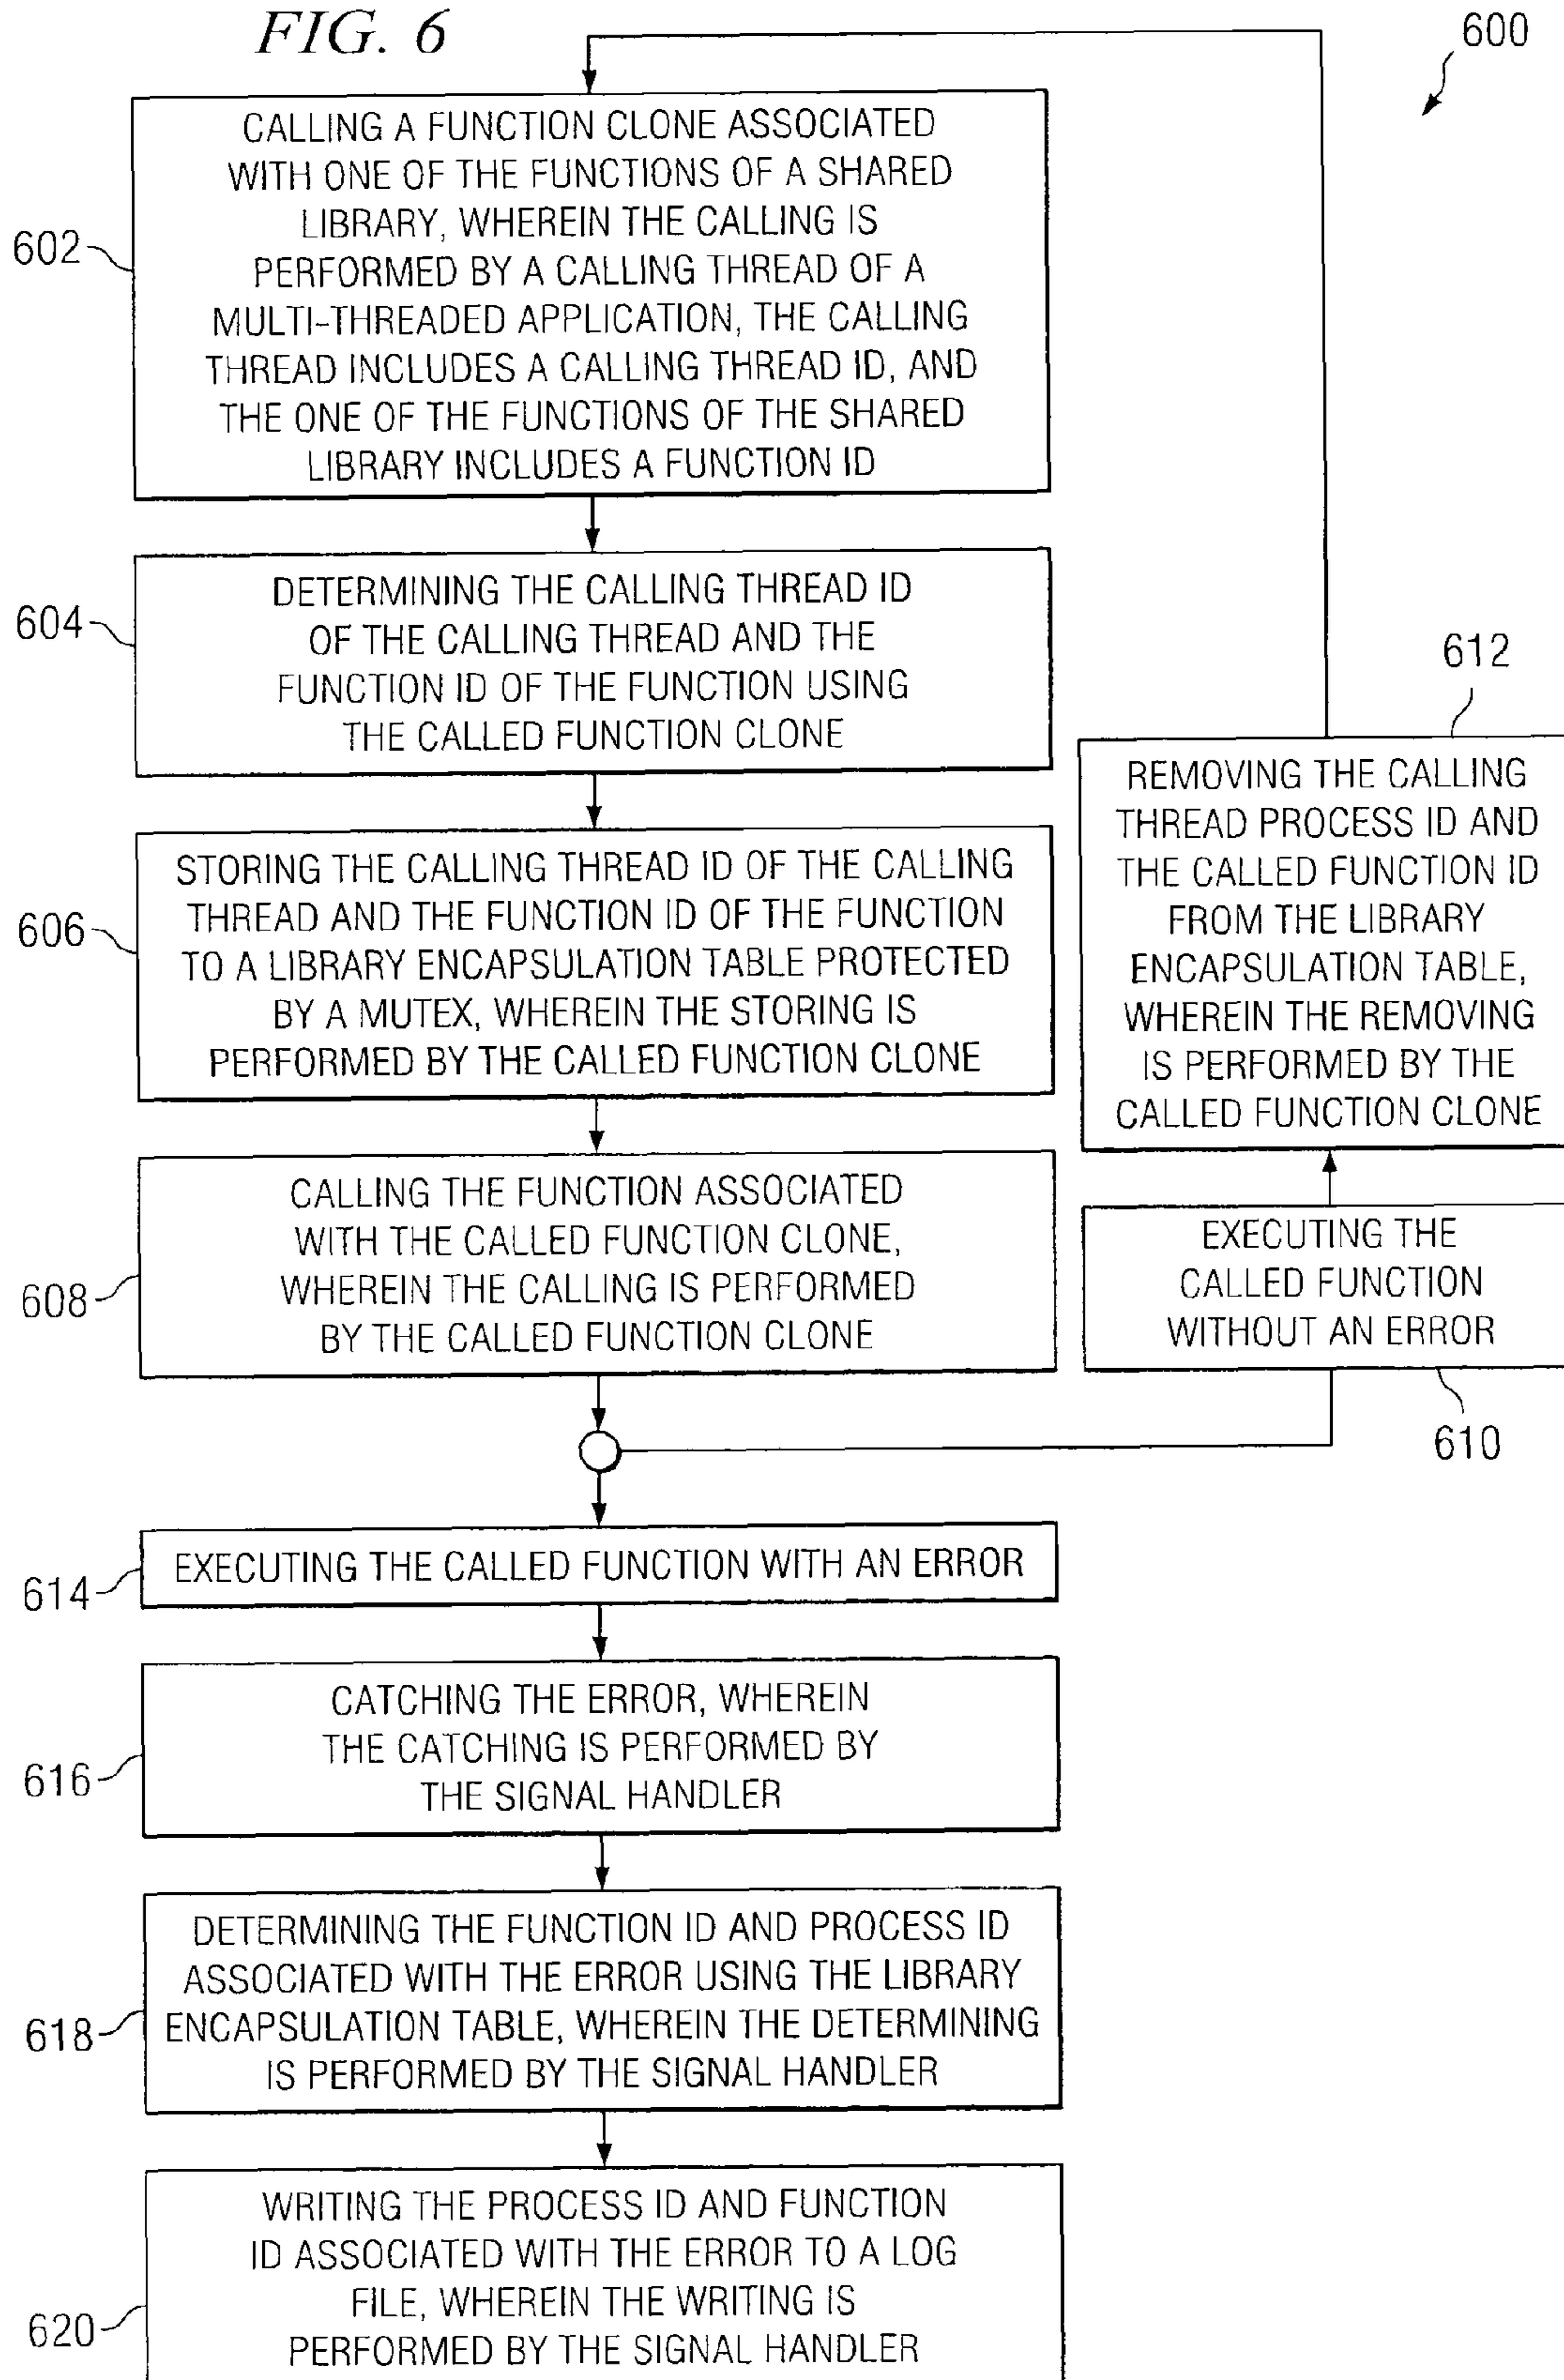 FIG. 6
600
CALLING A FUNCTION CLONE ASSOCIATED
WITH ONE OF THE FUNCTIONS OF A SHARED
LIBRARY, WHEREIN THE CALLING IS
PERFORMED BY A CALLING THREAD OF A
MULTI-THREADED APPLICATION, THE CALLING
THREAD INCLUDES A CALLING THREAD ID, AND
THE ONE OF THE FUNCTIONS OF THE SHARED
LIBRARY INCLUDES A FUNCTION ID
602
DETERMINING THE CALLING THREAD ID
OF THE CALLING THREAD AND THE
FUNCTION ID OF THE FUNCTION USING
THE CALLED FUNCTION CLONE
604
STORING THE CALLING THREAD ID OF THE CALLING
THREAD AND THE FUNCTION ID OF THE FUNCTION
TO A LIBRARY ENCAPSULATION TABLE PROTECTED
BY A MUTEX, WHEREIN THE STORING IS
PERFORMED BY THE CALLED FUNCTION CLONE
606
CALLING THE FUNCTION ASSOCIATED
WITH THE CALLED FUNCTION CLONE,
WHEREIN THE CALLING IS PERFORMED
BY THE CALLED FUNCTION CLONE
608
612
REMOVING THE CALLING
THREAD PROCESS ID AND
THE CALLED FUNCTION ID
FROM THE LIBRARY
ENCAPSULATION TABLE,
WHEREIN THE REMOVING
IS PERFORMED BY THE
CALLED FUNCTION CLONE
EXECUTING THE
CALLED FUNCTION
WITHOUT AN ERROR
610
EXECUTING THE CALLED FUNCTION WITH AN ERROR
614
CATCHING THE ERROR, WHEREIN
THE CATCHING IS PERFORMED BY
THE SIGNAL HANDLER
616
DETERMINING THE FUNCTION ID AND PROCESS ID
ASSOCIATED WITH THE ERROR USING THE LIBRARY
ENCAPSULATION TABLE, WHEREIN THE DETERMINING
IS PERFORMED BY THE SIGNAL HANDLER
618
WRITING THE PROCESS ID AND FUNCTION
ID ASSOCIATED WITH THE ERROR TO A LOG
FILE, WHEREIN THE WRITING IS
PERFORMED BY THE SIGNAL HANDLER
620